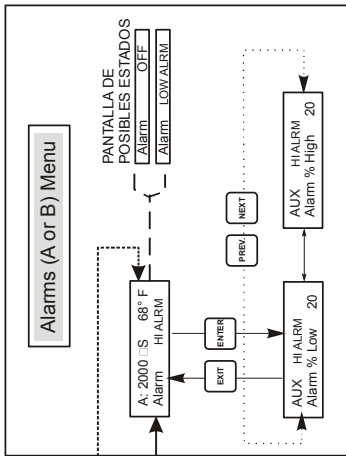 Alarms (A or B) Menu
PANTALLA DE
POSIBLES ESTADOS
Alarm OFF
Alarm LOW ALRM
A: 2000 □S 68° F
Alarm HI ALRM
EXIT
ENTER
PREV.
NEXT
AUX HI ALRM
Alarm % Low 20
AUX HI ALRM
Alarm % High 20